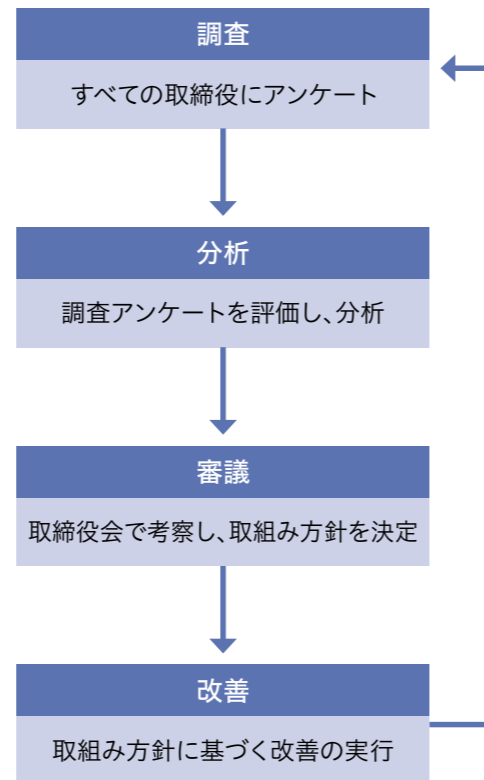 調査
すべての取締役にアンケート
分析
調査アンケートを評価し、分析
審議
取締役会で考察し、取組み方針を決定
改善
取組み方針に基づく改善の実行